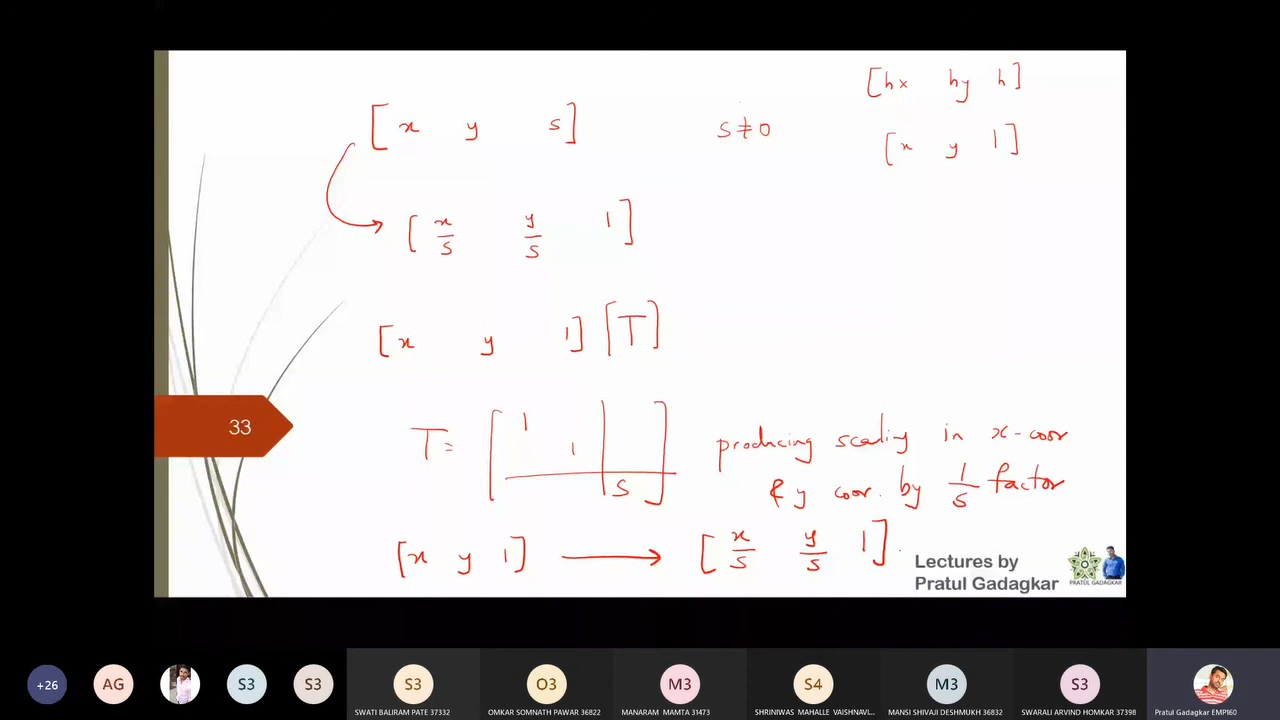 [hx hy h]
[x y s] s≠0 [x y 1]
[x/s y/s 1]
[x y 1] [T]
T = [1 1 s] producing scaling in x-coor
& y coor. by 1/s factor
[x y 1] → [x/s y/s 1].
33
Lectures by
Pratul Gadagkar
PRATUL GADAGKAR
+26 AG S3 S3 S3 O3 M3 S4 M3 S3
SWATI BALIRAM PATE 37332 OMKAR SOMNATH PAWAR 36822 MANARAM MAMTA 31473 SHRINIWAS MAHALLE VAISHNAVI... MANSI SHIVAJI DESHMUKH 36832 SWARALI ARVIND HOMKAR 37398 Pratul Gadagkar EMP160